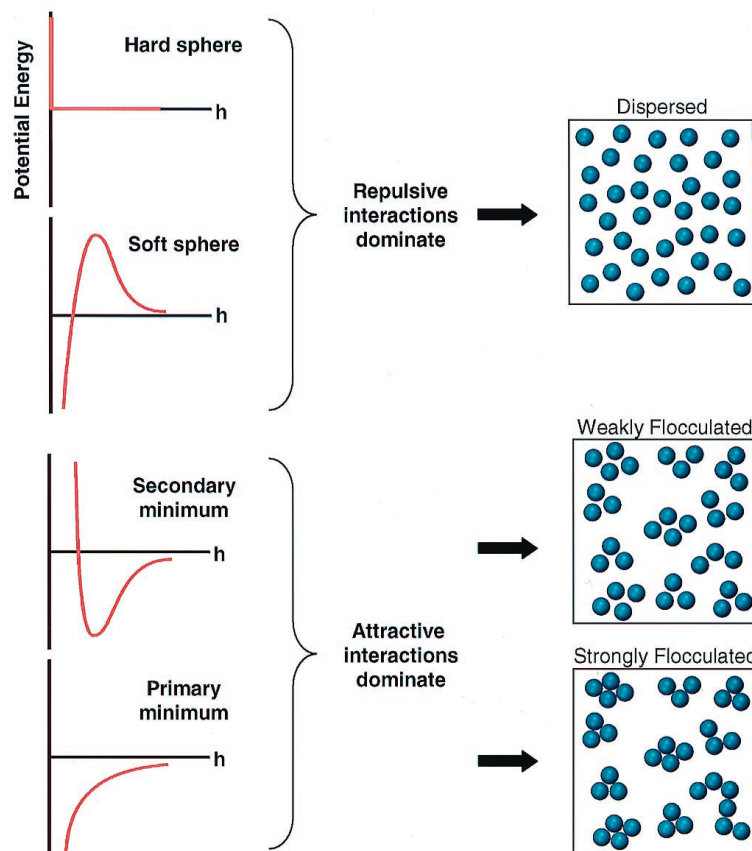 Potential Energy
Hard sphere
h
Soft sphere
h
Repulsive
interactions
dominate
Dispersed
Secondary
minimum
h
Primary
minimum
h
Attractive
interactions
dominate
Weakly Flocculated
Strongly Flocculated